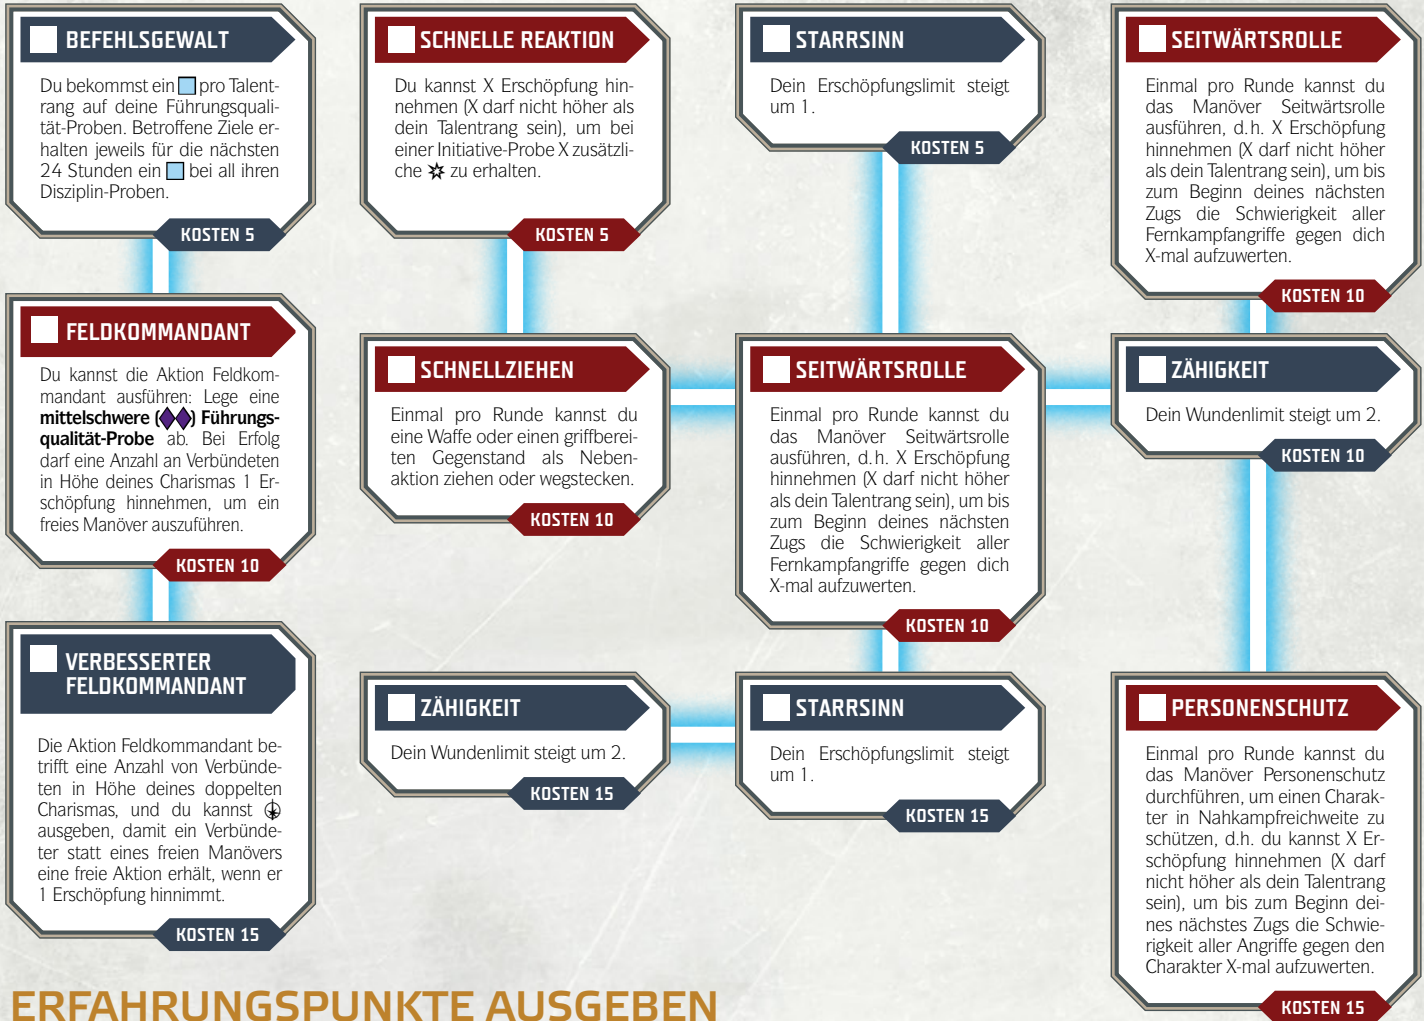 BEFEHLSGEWALT
Du bekommst ein pro Talent-
rang auf deine Führungsquali-
tät-Proben. Betroffene Ziele er-
halten jeweils für die nächsten
24 Stunden ein bei all ihren
Disziplin-Proben.
KOSTEN 5
SCHNELLE REAKTION
Du kannst X Erschöpfung hin-
nehmen (X darf nicht höher als
dein Talentrang sein), um bei
einer Initiative-Probe X zusätzli-
che zu erhalten.
KOSTEN 5
STARRSINN
Dein Erschöpfungslimit steigt
um 1.
KOSTEN 5
SEITWÄRTSROLLE
Einmal pro Runde kannst du
das Manöver Seitwärtsrolle
ausführen, d.h. X Erschöpfung
hinnehmen (X darf nicht höher
als dein Talentrang sein), um bis
zum Beginn deines nächsten
Zugs die Schwierigkeit aller
Fernkampfangriffe gegen dich
X-mal aufzuwerten.
KOSTEN 10
FELDKOMMANDANT
Du kannst die Aktion Feldkom-
mandant ausführen: Lege eine
mittelschwere () Führungs-
qualität-Probe ab. Bei Erfolg
darf eine Anzahl an Verbündeten
in Höhe deines Charismas 1 Er-
schöpfung hinnehmen, um ein
freies Manöver auszuführen.
KOSTEN 10
SCHNELLZIEHEN
Einmal pro Runde kannst du
eine Waffe oder einen griffberei-
ten Gegenstand als Neben-
aktion ziehen oder wegstecken.
KOSTEN 10
SEITWÄRTSROLLE
Einmal pro Runde kannst du
das Manöver Seitwärtsrolle
ausführen, d.h. X Erschöpfung
hinnehmen (X darf nicht höher
als dein Talentrang sein), um bis
zum Beginn deines nächsten
Zugs die Schwierigkeit aller
Fernkampfangriffe gegen dich
X-mal aufzuwerten.
KOSTEN 10
ZÄHIGKEIT
Dein Wundenlimit steigt um 2.
KOSTEN 10
VERBESSERTER
FELDKOMMANDANT
Die Aktion Feldkommandant be-
trifft eine Anzahl von Verbünde-
ten in Höhe deines doppelten
Charismas, und du kannst
ausgeben, damit ein Verbünde-
ter statt eines freien Manövers
eine freie Aktion erhält, wenn er
1 Erschöpfung hinnimmt.
KOSTEN 15
ZÄHIGKEIT
Dein Wundenlimit steigt um 2.
KOSTEN 15
STARRSINN
Dein Erschöpfungslimit steigt
um 1.
KOSTEN 15
PERSONENSCHUTZ
Einmal pro Runde kannst du
das Manöver Personenschutz
durchführen, um einen Charak-
ter in Nahkampfreichweite zu
schützen, d.h. du kannst X Er-
schöpfung hinnehmen (X darf
nicht höher als dein Talentrang
sein), um bis zum Beginn dei-
nes nächstes Zugs die Schwie-
rigkeit aller Angriffe gegen den
Charakter X-mal aufzuwerten.
KOSTEN 15
ERFAHRUNGSPUNKTE AUSGEBEN